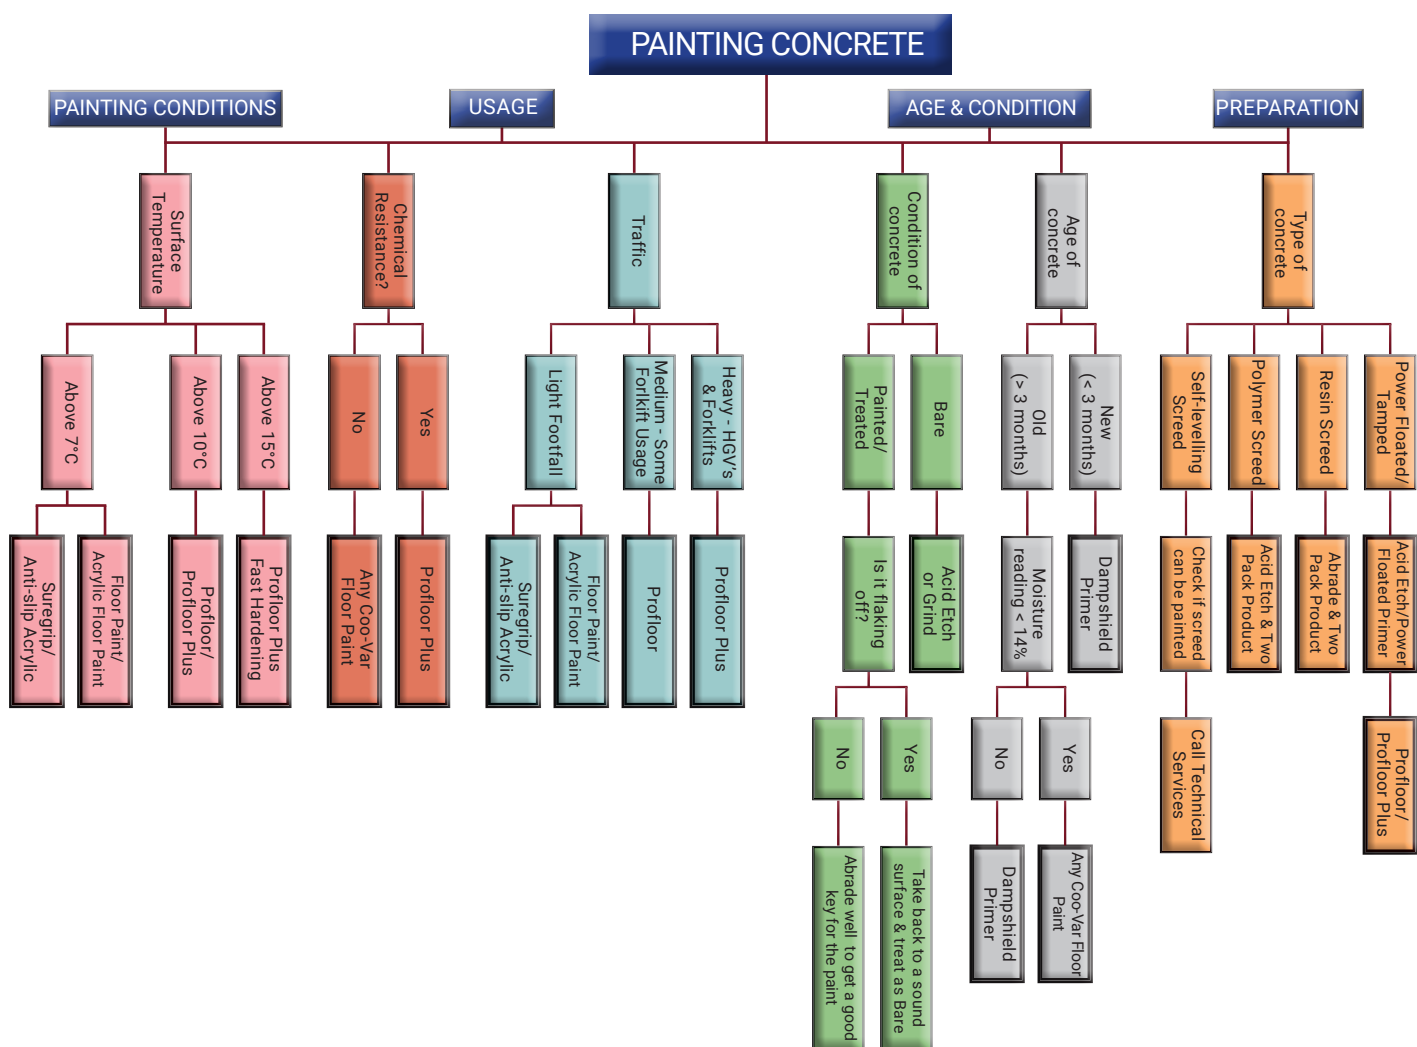 PAINTING CONCRETE
PAINTING CONDITIONS
USAGE
AGE & CONDITION
PREPARATION
Surface
Temperature
Chemical
Resistance?
Traffic
Condition of
concrete
Age of
concrete
Type of
concrete
Above 7°C
Above 10°C
Above 15°C
No
Yes
Light Footfall
Medium - Some
Forlkift Usage
Heavy - HGV's
& Forklifts
Painted/
Treated
Bare
Old
(> 3 months)
New
(< 3 months)
Self-levelling
Screed
Polymer Screed
Resin Screed
Power Floated/
Tamped
Suregrip/
Anti-slip Acrylic
Floor Paint/
Acrylic Floor Paint
Profloor/
Profloor Plus
Profloor Plus
Fast Hardening
Any Coo-Var
Floor Paint
Profloor Plus
Suregrip/
Anti-slip Acrylic
Floor Paint/
Acrylic Floor Paint
Profloor
Profloor Plus
Is it flaking
off?
Acid Etch
or Grind
Moisture
reading < 14%
Dampshield
Primer
Check if screed
can be painted
Acid Etch & Two
Pack Product
Abrade & Two
Pack Product
Acid Etch/Power
Floated Primer
No
Yes
No
Yes
Call Technical
Services
Profloor/
Profloor Plus
Abrade well to get a good
key for the paint
Take back to a sound
surface & treat as Bare
Dampshield
Primer
Any Coo-Var Floor
Paint